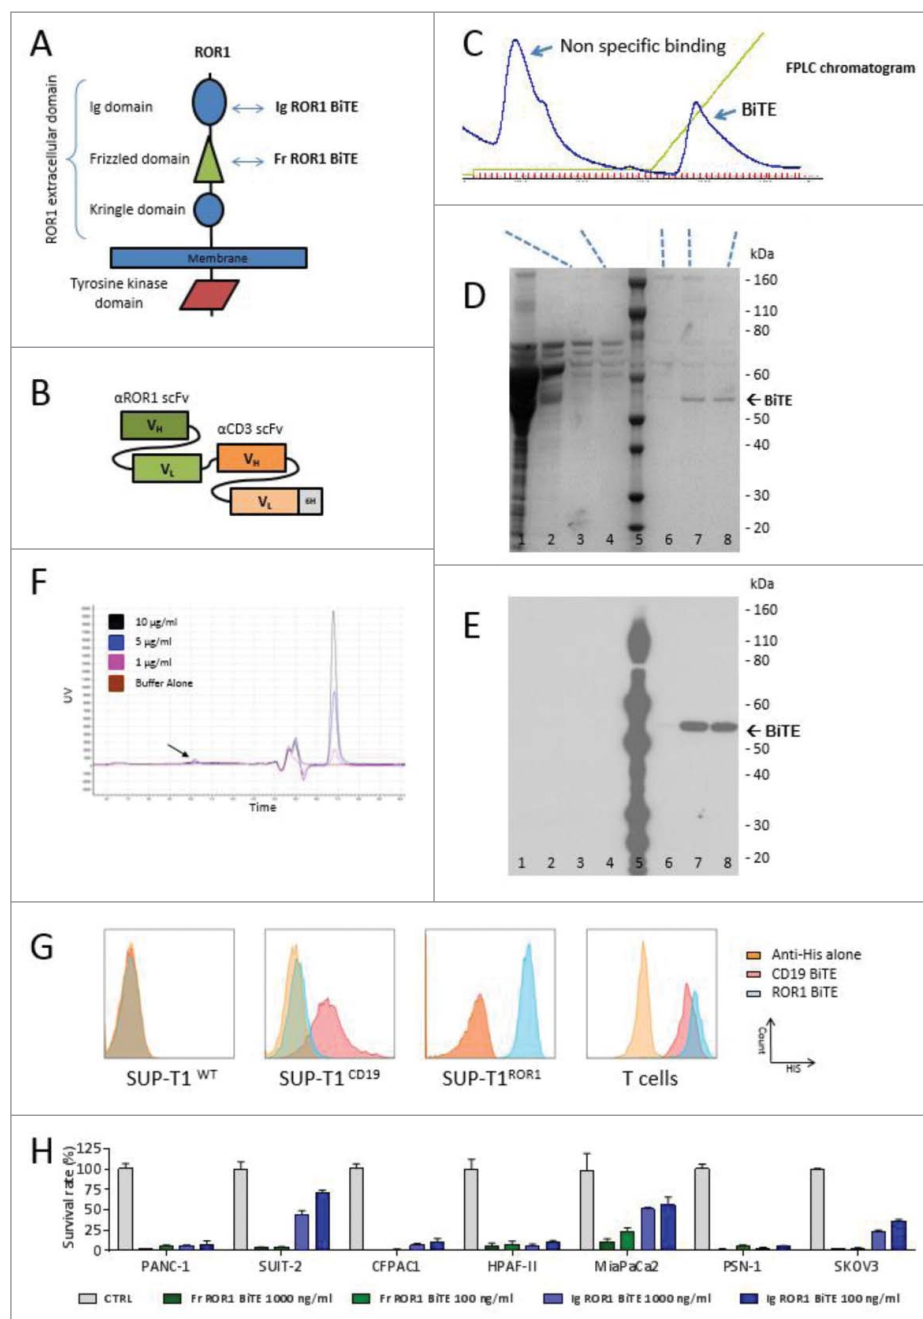 A
ROR1
ROR1 extracellular domain
Ig domain
Ig ROR1 BiTE
Frizzled domain
Fr ROR1 BiTE
Kringle domain
Membrane
Tyrosine kinase
domain
B
αROR1 scFv
VH
VL
αCD3 scFv
VH
VL
6H
C
Non specific binding
FPLC chromatogram
BiTE
D
kDa
- 160
- 110
- 80
- 60
← BiTE
- 50
- 40
- 30
- 20
1 2 3 4 5 6 7 8
E
kDa
- 160
- 110
- 80
- 60
← BiTE
- 50
- 40
- 30
- 20
1 2 3 4 5 6 7 8
F
10 µg/ml
5 µg/ml
1 µg/ml
Buffer Alone
UV
Time
G
SUP-T1 WT
SUP-T1 CD19
SUP-T1 ROR1
T cells
Anti-His alone
CD19 BiTE
ROR1 BiTE
Count
HIS
H
Survival rate (%)
125
100
75
50
25
0
PANC-1 SUIT-2 CFPAC1 HPAF-II MiaPaCa2 PSN-1 SKOV3
CTRL Fr ROR1 BiTE 1000 ng/ml Fr ROR1 BiTE 100 ng/ml Ig ROR1 BiTE 1000 ng/ml Ig ROR1 BiTE 100 ng/ml